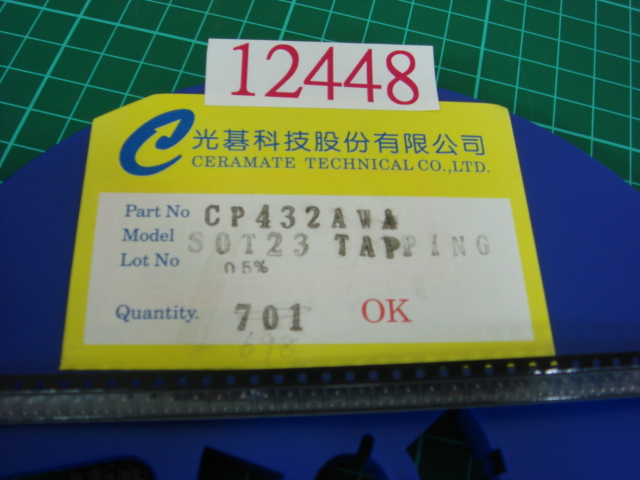 12448
光碁科技股份有限公司
CERAMATE TECHNICAL CO.,LTD.
Part No CP432AWA
Model SOT23 TAPPING
Lot No 0.5%
Quantity. 701 OK
698